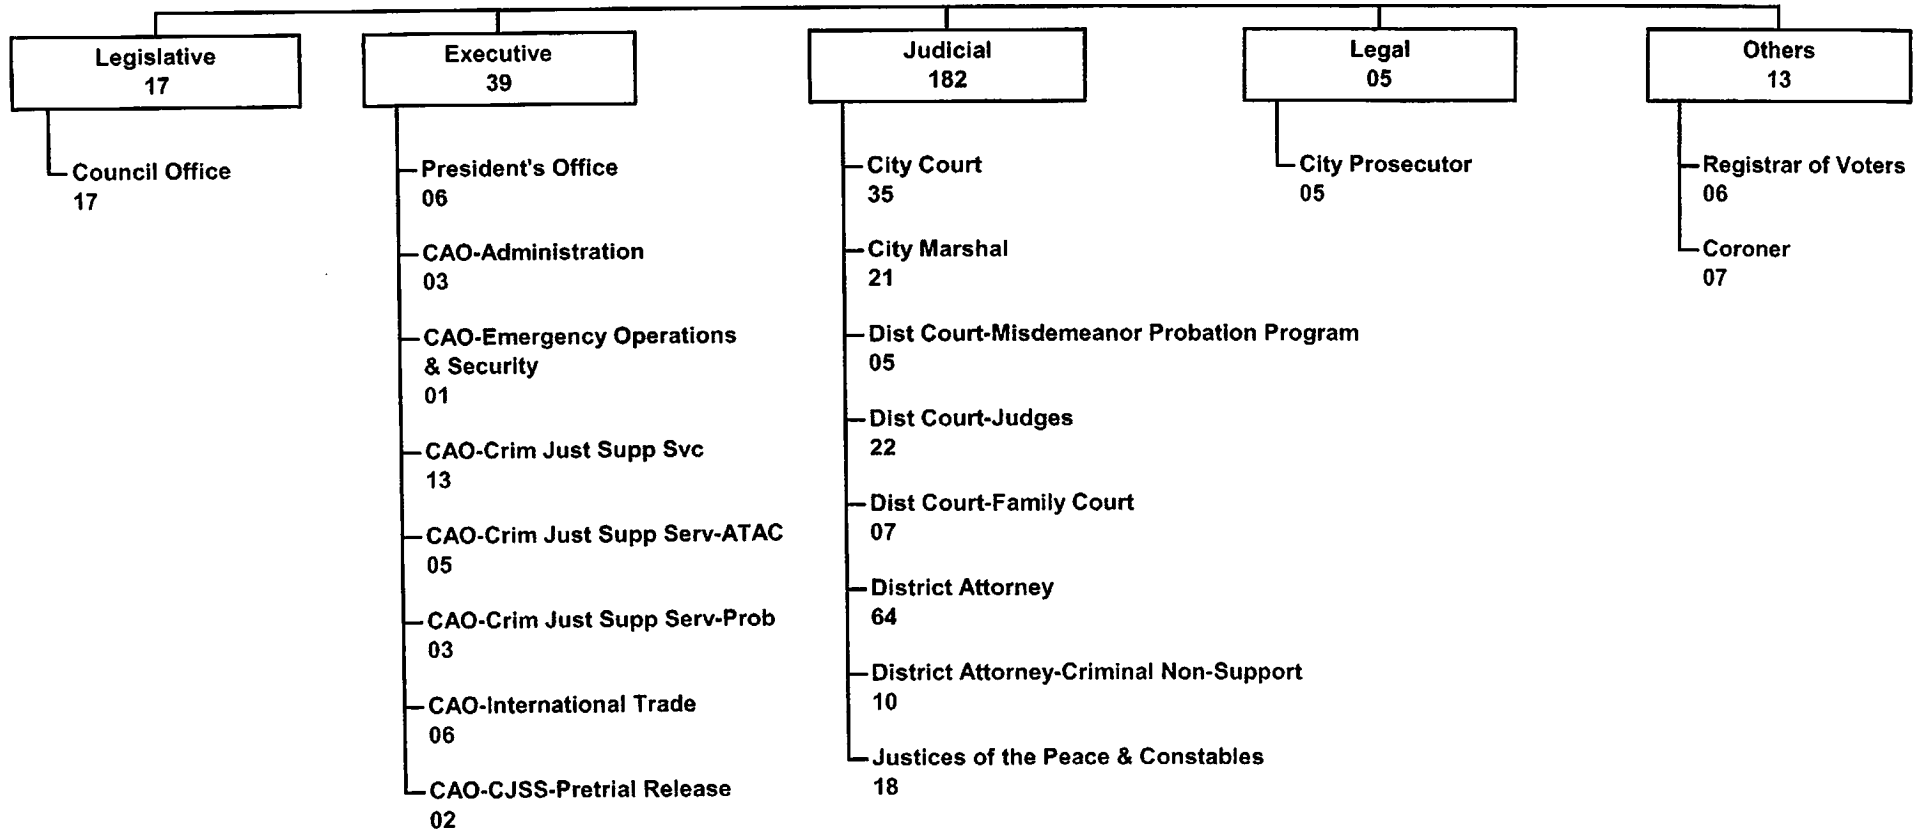 Legislative
17
Council Office
17
Executive
39
President's Office
06
CAO-Administration
03
CAO-Emergency Operations
& Security
01
CAO-Crim Just Supp Svc
13
CAO-Crim Just Supp Serv-ATAC
05
CAO-Crim Just Supp Serv-Prob
03
CAO-International Trade
06
CAO-CJSS-Pretrial Release
02
Judicial
182
City Court
35
City Marshal
21
Dist Court-Misdemeanor Probation Program
05
Dist Court-Judges
22
Dist Court-Family Court
07
District Attorney
64
District Attorney-Criminal Non-Support
10
Justices of the Peace & Constables
18
Legal
05
City Prosecutor
05
Others
13
Registrar of Voters
06
Coroner
07